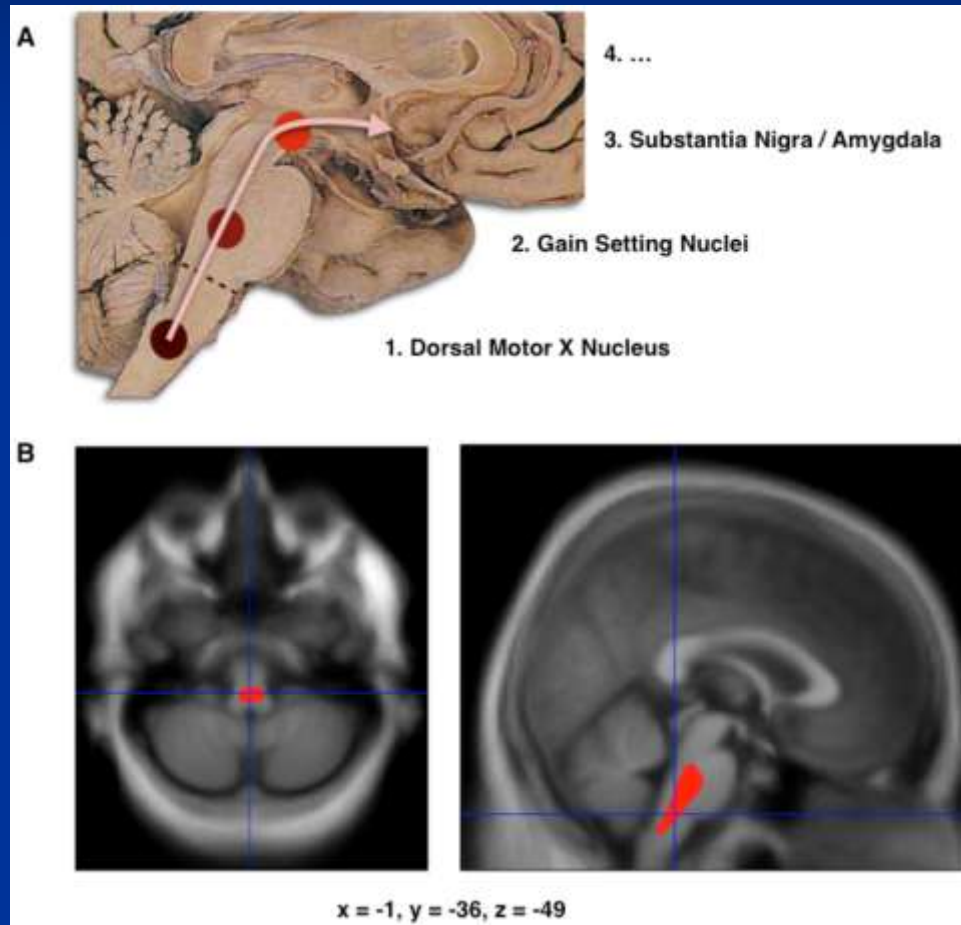 A
4. ...
3. Substantia Nigra / Amygdala
2. Gain Setting Nuclei
1. Dorsal Motor X Nucleus
B
x = -1, y = -36, z = -49